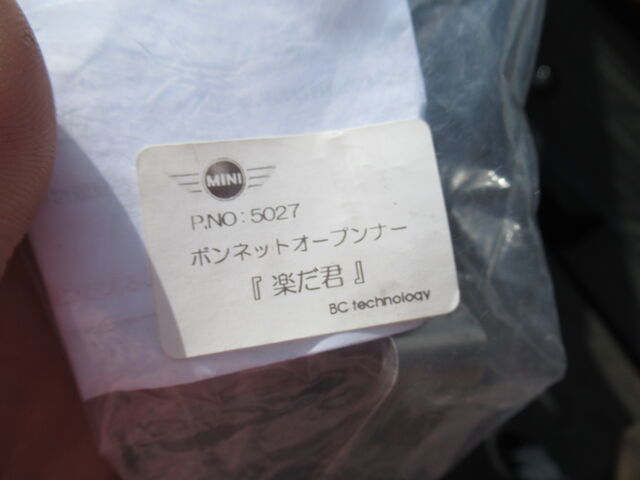 MINI
P.NO:5027
ボンネットオープンナー
『楽だ君』
BC technology